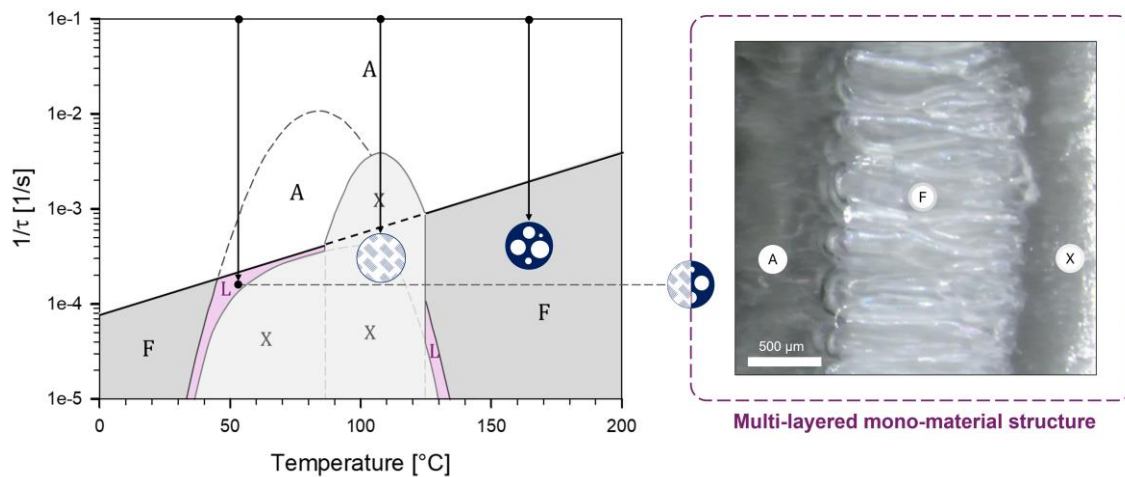 1e-1
1e-2
1e-3
1e-4
1e-5
1/τ [1/s]
A
A
X
L
X
X
F
F
L
0
50
100
150
200
Temperature [°C]
A
F
X
500 µm
Multi-layered mono-material structure